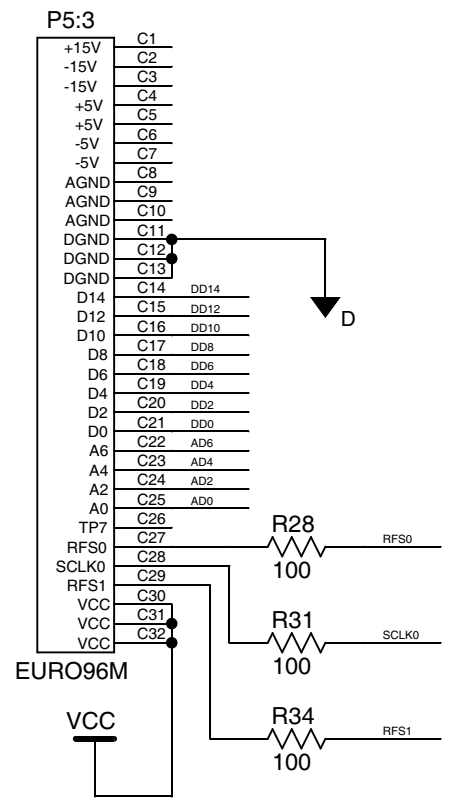 P5:3
+15V C1
-15V C2
-15V C3
+5V C4
+5V C5
-5V C6
-5V C7
AGND C8
AGND C9
AGND C10
DGND C11
DGND C12
DGND C13
D14 C14 DD14
D12 C15 DD12
D10 C16 DD10
D8 C17 DD8
D6 C18 DD6
D4 C19 DD4
D2 C20 DD2
D0 C21 DD0
A6 C22 AD6
A4 C23 AD4
A2 C24 AD2
A0 C25 AD0
TP7 C26
RFS0 C27
SCLK0 C28
RFS1 C29
VCC C30
VCC C31
VCC C32
EURO96M
D
R28
RFS0
100
R31
SCLK0
100
R34
RFS1
100
VCC